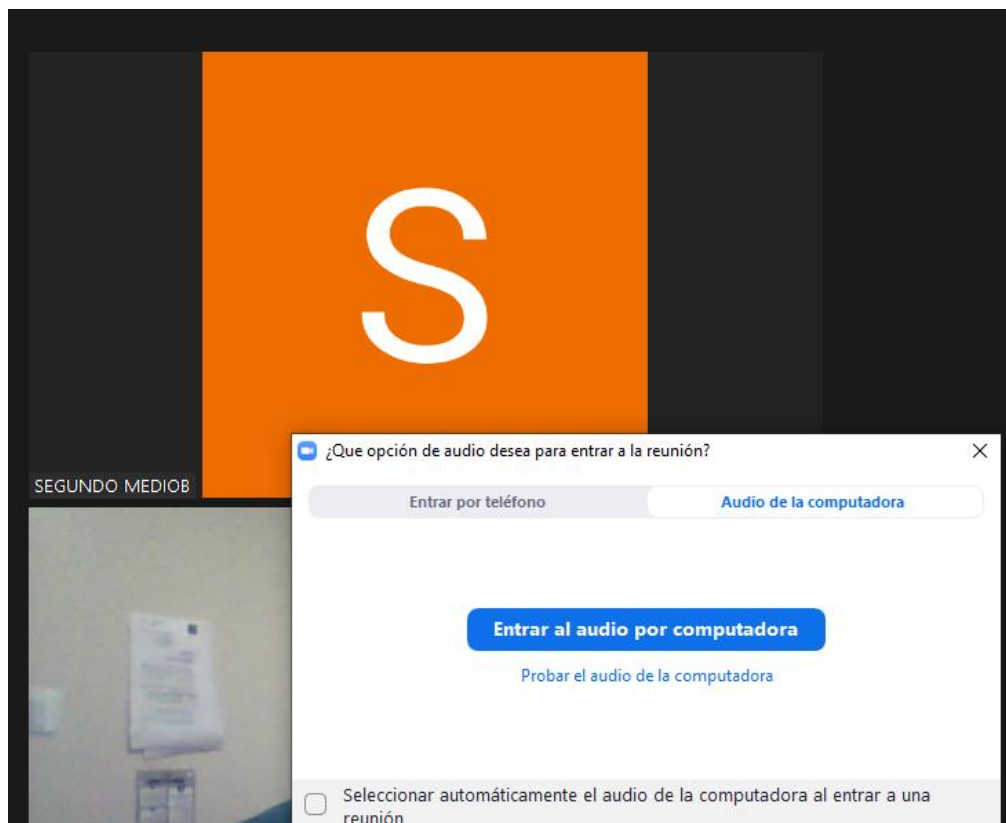 S
SEGUNDO MEDIOB
¿Que opción de audio desea para entrar a la reunión?
Entrar por teléfono
Audio de la computadora
Entrar al audio por computadora
Probar el audio de la computadora
Seleccionar automáticamente el audio de la computadora al entrar a una
reunión